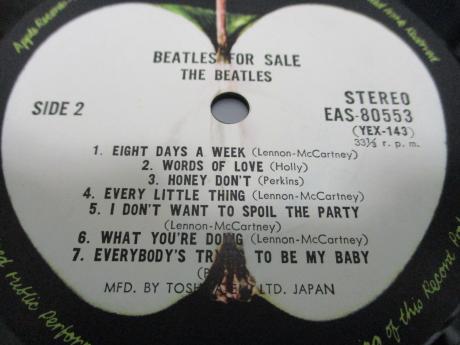 Apple Records
BEATLES FOR SALE
THE BEATLES
SIDE 2
STEREO
EAS-80553
(YEX-143)
33⅓ r. p. m.
1. EIGHT DAYS A WEEK (Lennon-McCartney)
2. WORDS OF LOVE (Holly)
3. HONEY DON'T (Perkins)
4. EVERY LITTLE THING (Lennon-McCartney)
5. I DON'T WANT TO SPOIL THE PARTY
(Lennon-McCartney)
6. WHAT YOU'RE DOING (Lennon-McCartney)
7. EVERYBODY'S TR TO BE MY BABY
(P
MFD. BY TOSH LTD. JAPAN
Public Perform
ing of this Record